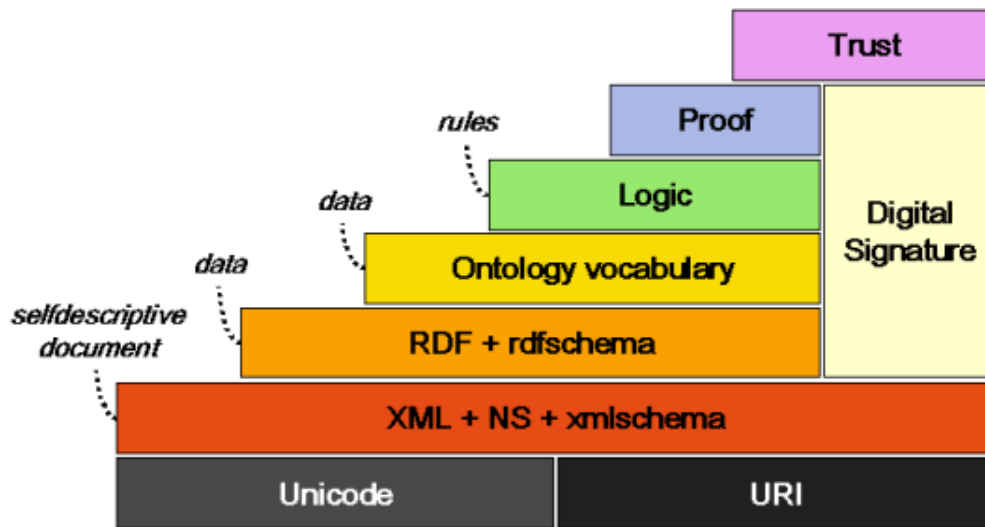 Trust
Proof
rules
Logic
data
Digital
Signature
Ontology vocabulary
data
RDF + rdfschema
selfdescriptive
document
XML + NS + xmlschema
Unicode
URI